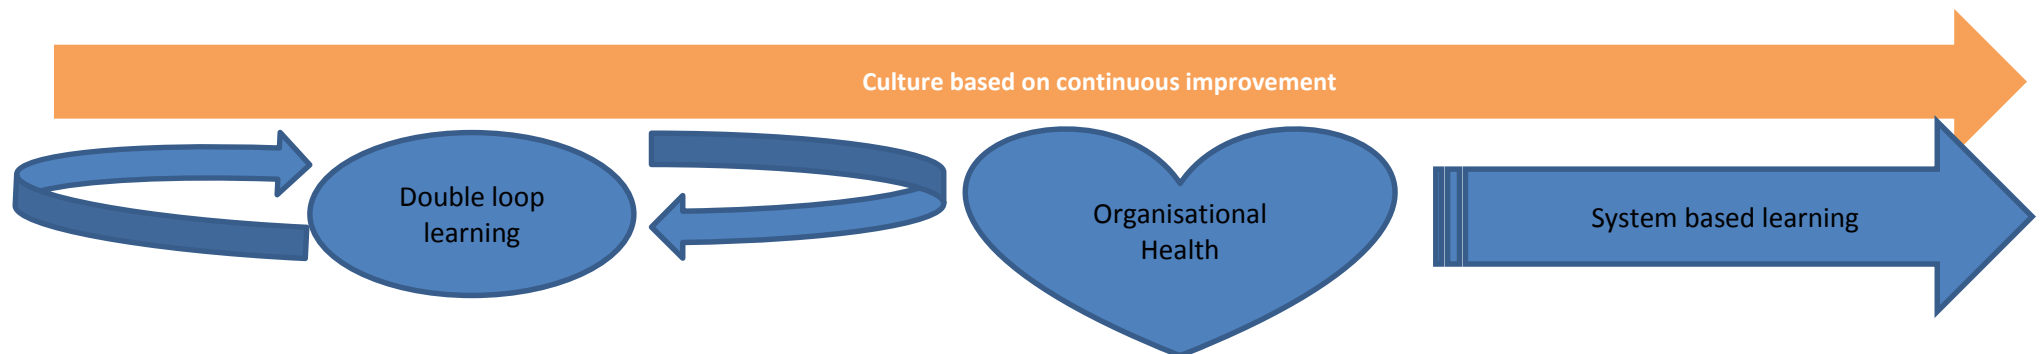 Culture based on continuous improvement
Double loop
learning
Organisational
Health
System based learning